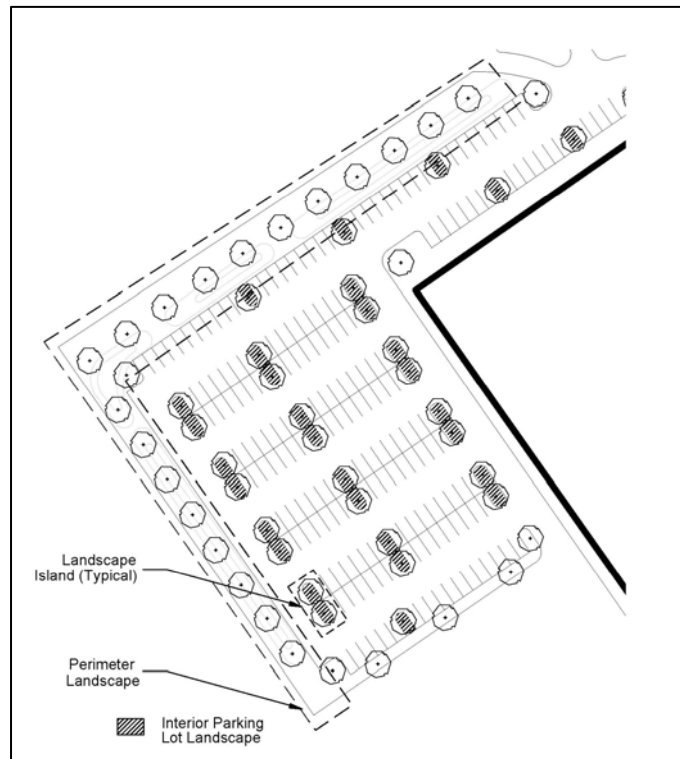 Landscape
Island (Typical)
Perimeter
Landscape
Interior Parking
Lot Landscape